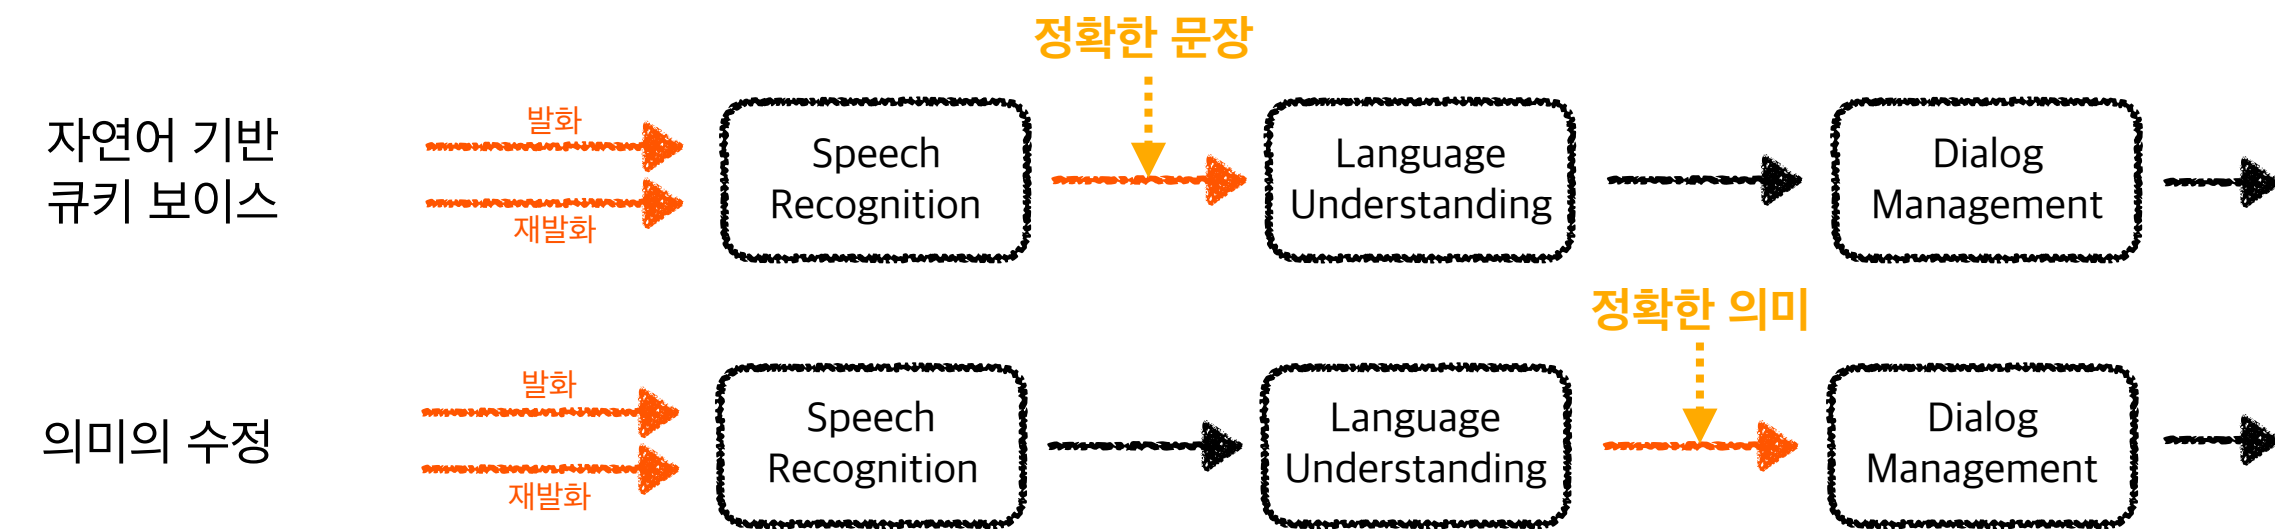 정확한 문장
자연어 기반
큐키 보이스
발화
재발화
Speech
Recognition
Language
Understanding
Dialog
Management
정확한 의미
의미의 수정
발화
재발화
Speech
Recognition
Language
Understanding
Dialog
Management